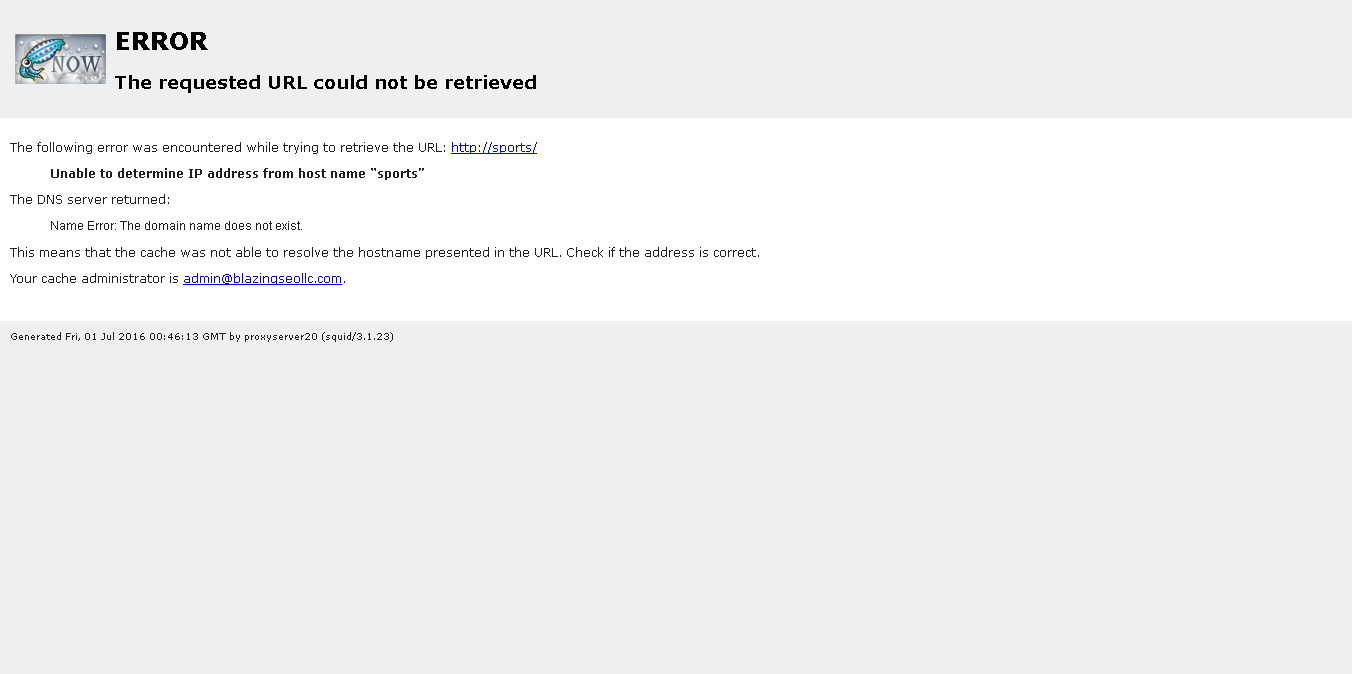 NOW
ERROR
The requested URL could not be retrieved
The following error was encountered while trying to retrieve the URL: http://sports/
Unable to determine IP address from host name "sports"
The DNS server returned:
Name Error: The domain name does not exist.
This means that the cache was not able to resolve the hostname presented in the URL. Check if the address is correct.
Your cache administrator is admin@blazingseollc.com.
Generated Fri, 01 Jul 2016 00:46:13 GMT by proxyserver20 (squid/3.1.23)